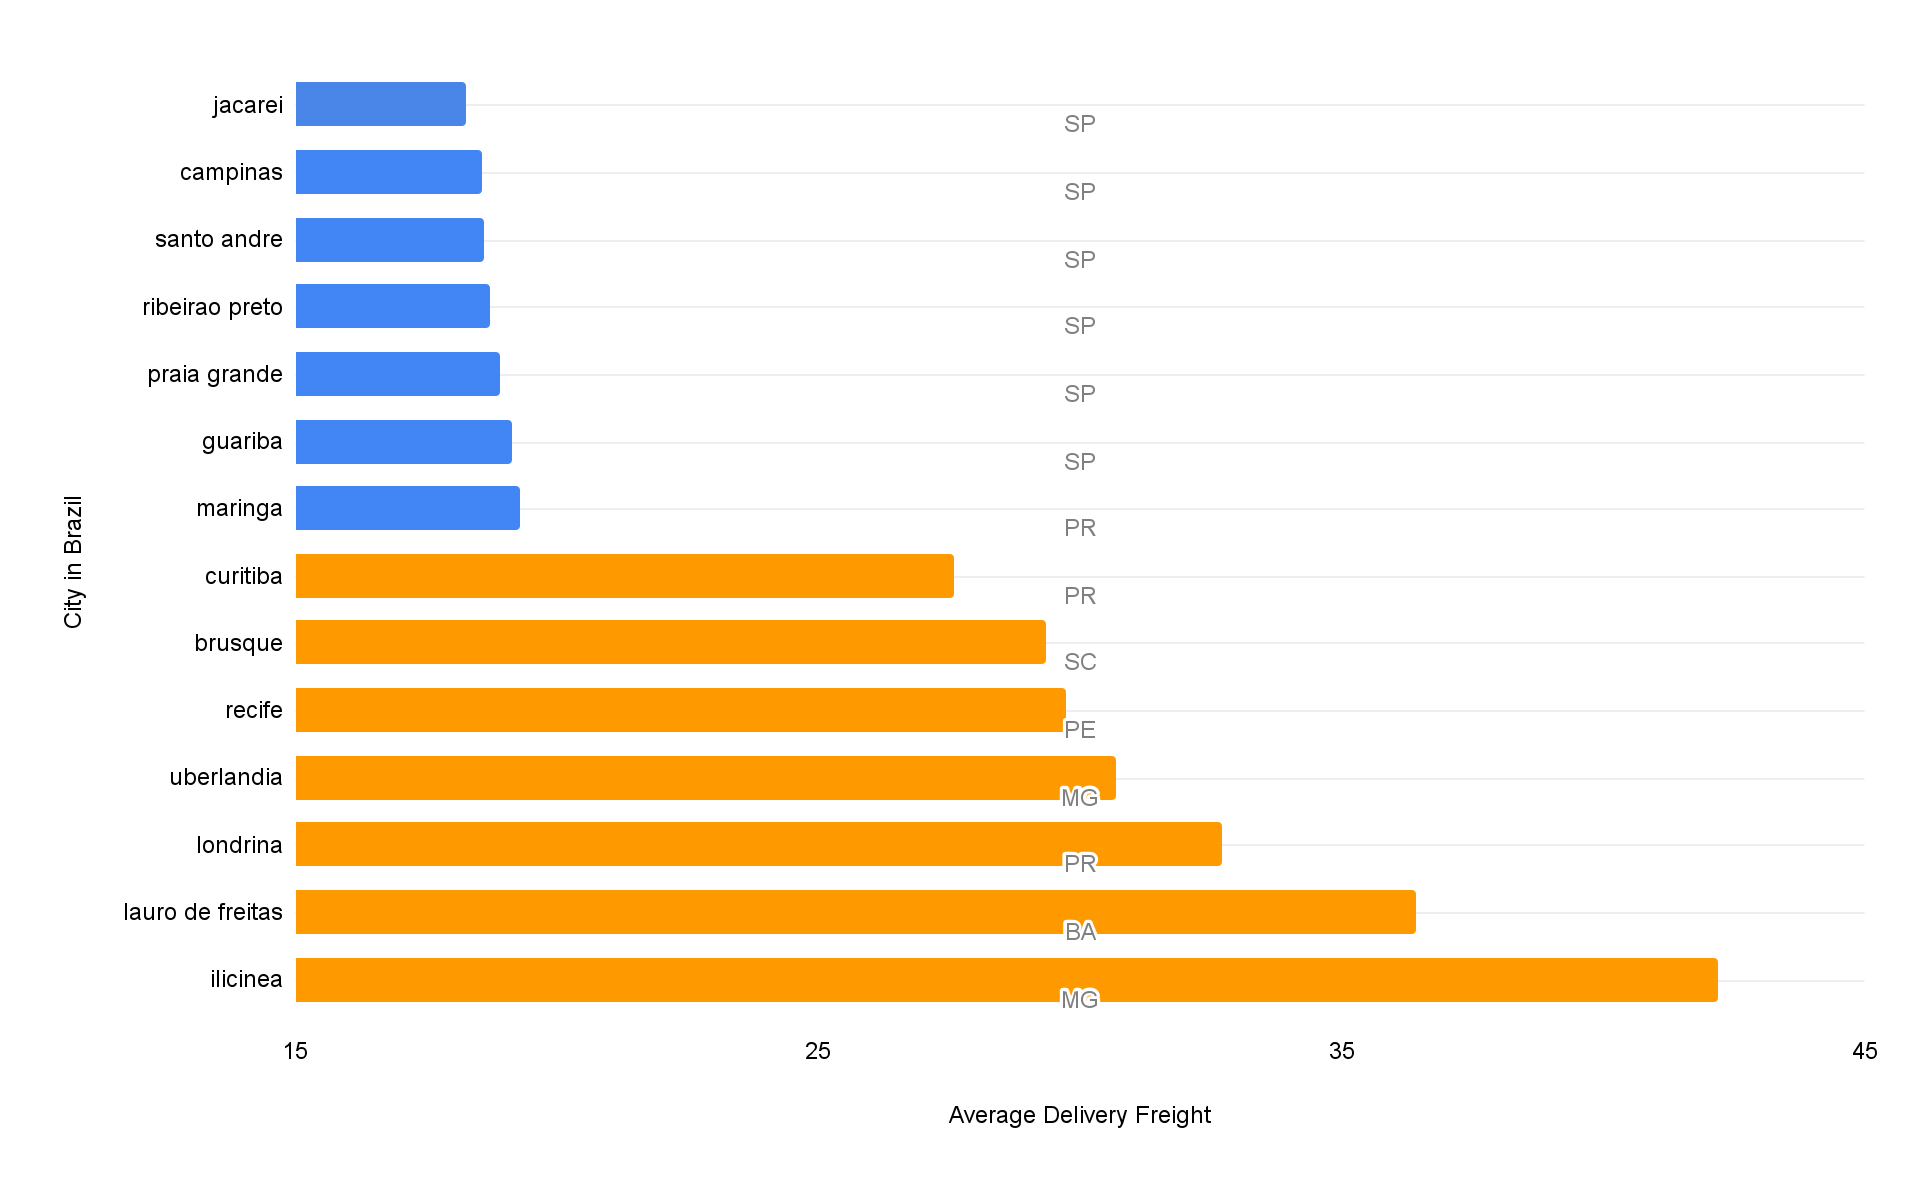 jacarei
SP
campinas
SP
santo andre
SP
ribeirao preto
SP
praia grande
SP
guariba
SP
maringa
PR
curitiba
PR
brusque
SC
recife
PE
uberlandia
MG
londrina
PR
lauro de freitas
BA
ilicinea
MG
City in Brazil
15 25 35 45
Average Delivery Freight